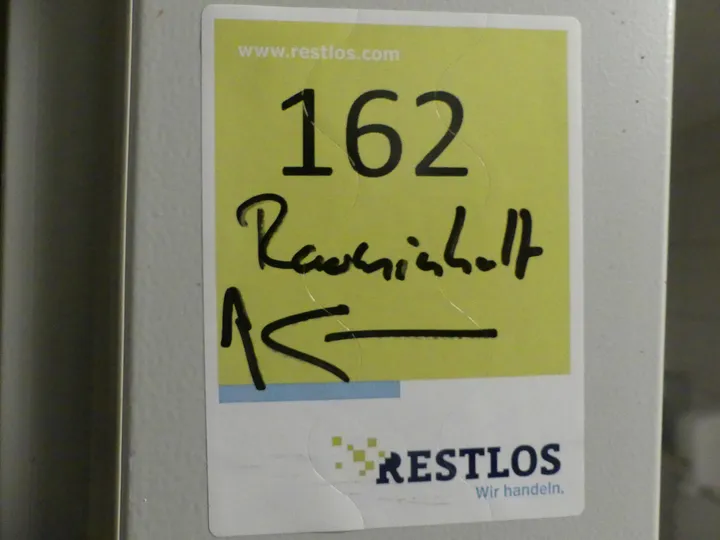 www.restlos.com
162
Rauminhalt
RESTLOS
Wir handeln.